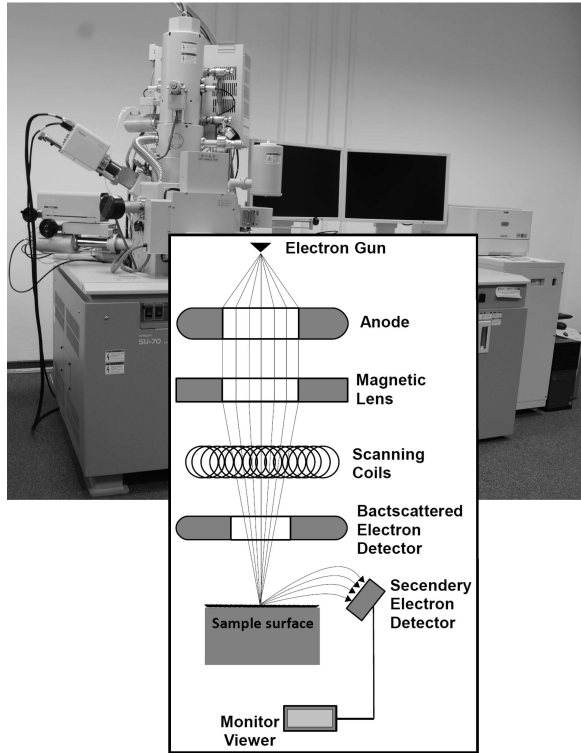 SU-70
Electron Gun
Anode
Magnetic
Lens
Scanning
Coils
Bactscattered
Electron
Detector
Secendery
Electron
Detector
Sample surface
Monitor
Viewer